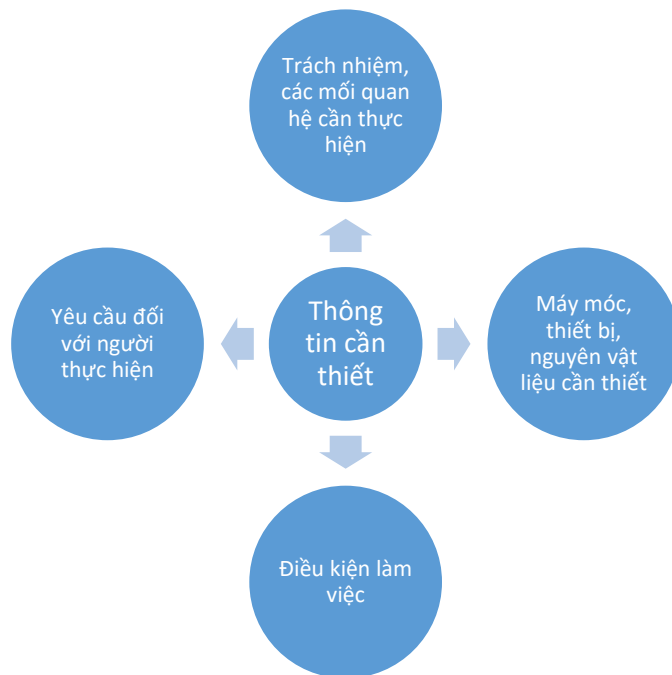 Trách nhiệm,
các mối quan
hệ cần thực
hiện
Yêu cầu đối
với người
thực hiện
Thông
tin cần
thiết
Máy móc,
thiết bị,
nguyên vật
liệu cần thiết
Điều kiện làm
việc